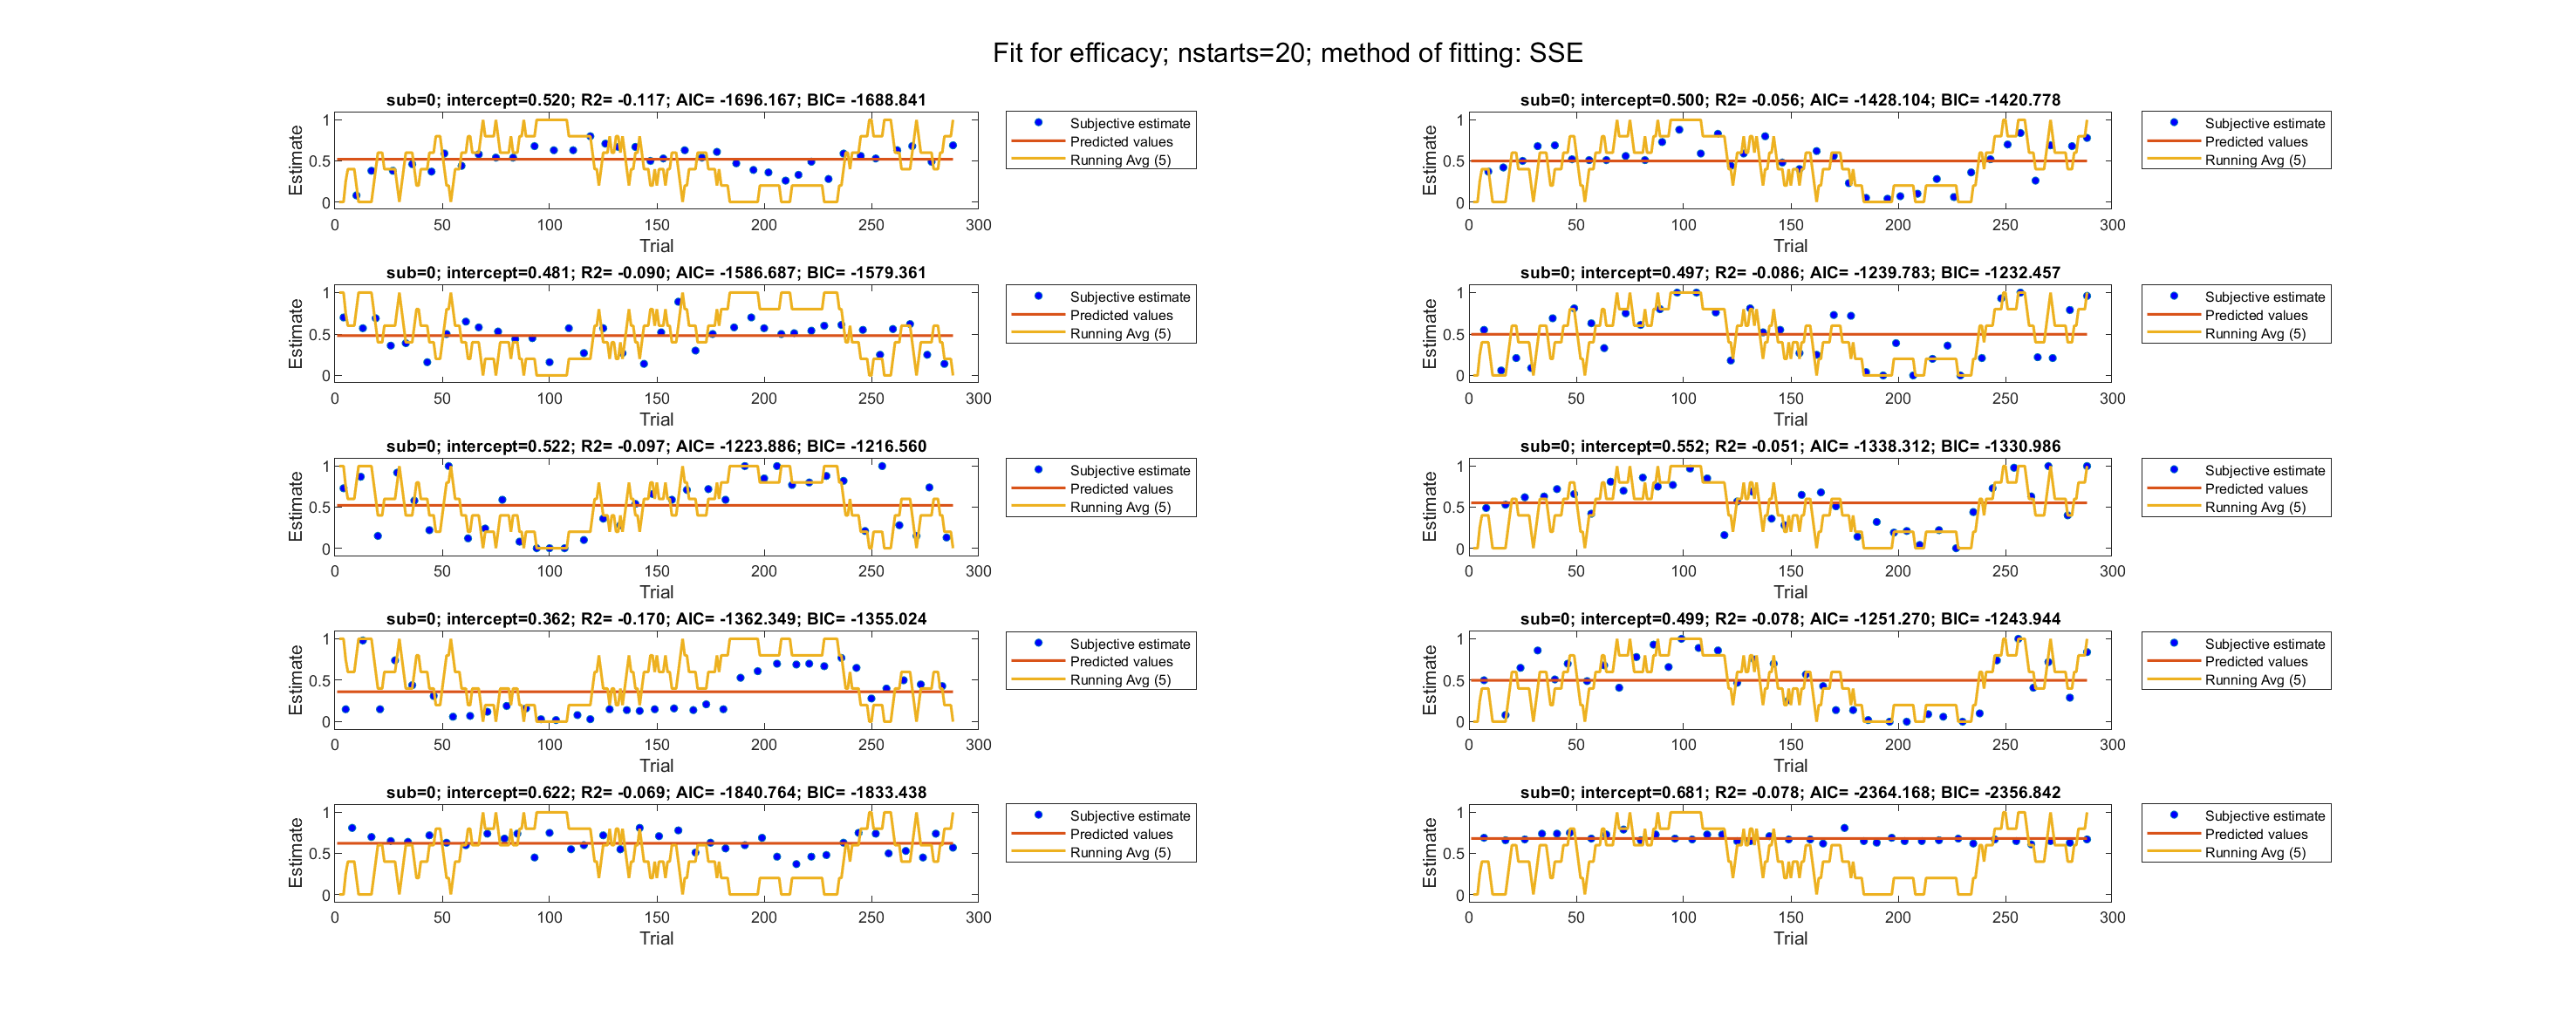 Fit for efficacy; nstarts=20; method of fitting: SSE
sub=0; intercept=0.520; R2= -0.117; AIC= -1696.167; BIC= -1688.841
Estimate
1
0.5
0
0 50 100 150 200 250 300
Trial
Subjective estimate
Predicted values
Running Avg (5)
sub=0; intercept=0.500; R2= -0.056; AIC= -1428.104; BIC= -1420.778
Estimate
1
0.5
0
0 50 100 150 200 250 300
Trial
Subjective estimate
Predicted values
Running Avg (5)
sub=0; intercept=0.481; R2= -0.090; AIC= -1586.687; BIC= -1579.361
Estimate
1
0.5
0
0 50 100 150 200 250 300
Trial
Subjective estimate
Predicted values
Running Avg (5)
sub=0; intercept=0.497; R2= -0.086; AIC= -1239.783; BIC= -1232.457
Estimate
1
0.5
0
0 50 100 150 200 250 300
Trial
Subjective estimate
Predicted values
Running Avg (5)
sub=0; intercept=0.522; R2= -0.097; AIC= -1223.886; BIC= -1216.560
Estimate
1
0.5
0
0 50 100 150 200 250 300
Trial
Subjective estimate
Predicted values
Running Avg (5)
sub=0; intercept=0.552; R2= -0.051; AIC= -1338.312; BIC= -1330.986
Estimate
1
0.5
0
0 50 100 150 200 250 300
Trial
Subjective estimate
Predicted values
Running Avg (5)
sub=0; intercept=0.362; R2= -0.170; AIC= -1362.349; BIC= -1355.024
Estimate
1
0.5
0
0 50 100 150 200 250 300
Trial
Subjective estimate
Predicted values
Running Avg (5)
sub=0; intercept=0.499; R2= -0.078; AIC= -1251.270; BIC= -1243.944
Estimate
1
0.5
0
0 50 100 150 200 250 300
Trial
Subjective estimate
Predicted values
Running Avg (5)
sub=0; intercept=0.622; R2= -0.069; AIC= -1840.764; BIC= -1833.438
Estimate
1
0.5
0
0 50 100 150 200 250 300
Trial
Subjective estimate
Predicted values
Running Avg (5)
sub=0; intercept=0.681; R2= -0.078; AIC= -2364.168; BIC= -2356.842
Estimate
1
0.5
0
0 50 100 150 200 250 300
Trial
Subjective estimate
Predicted values
Running Avg (5)